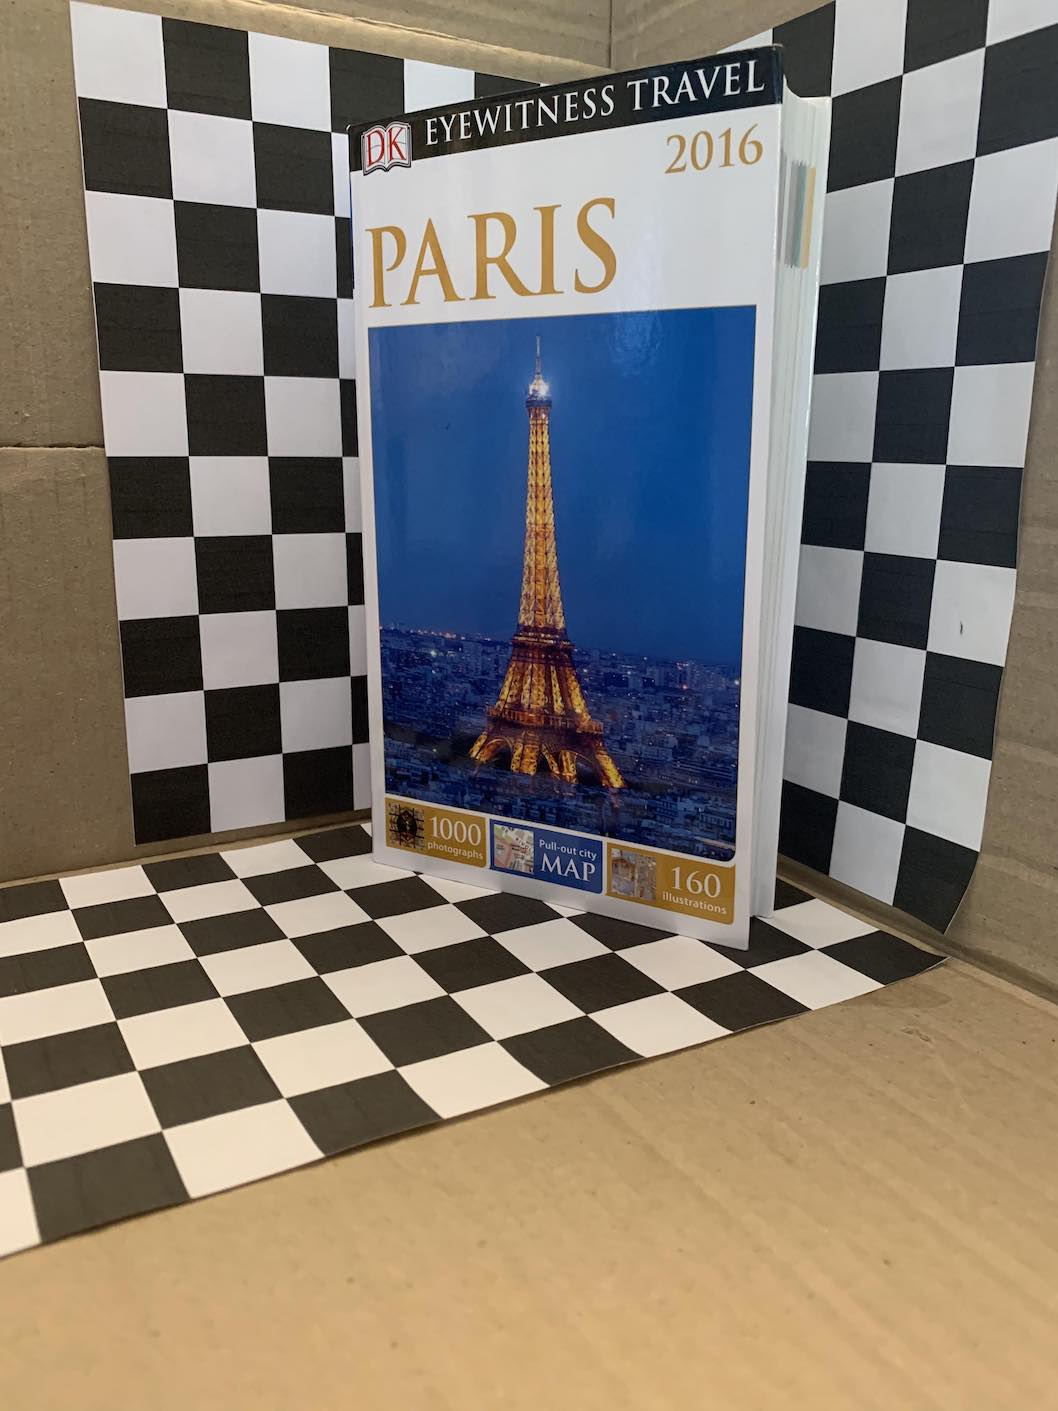 DK EYEWITNESS TRAVEL
2016
PARIS
1000
photographs
Pull-out city
MAP
160
illustrations